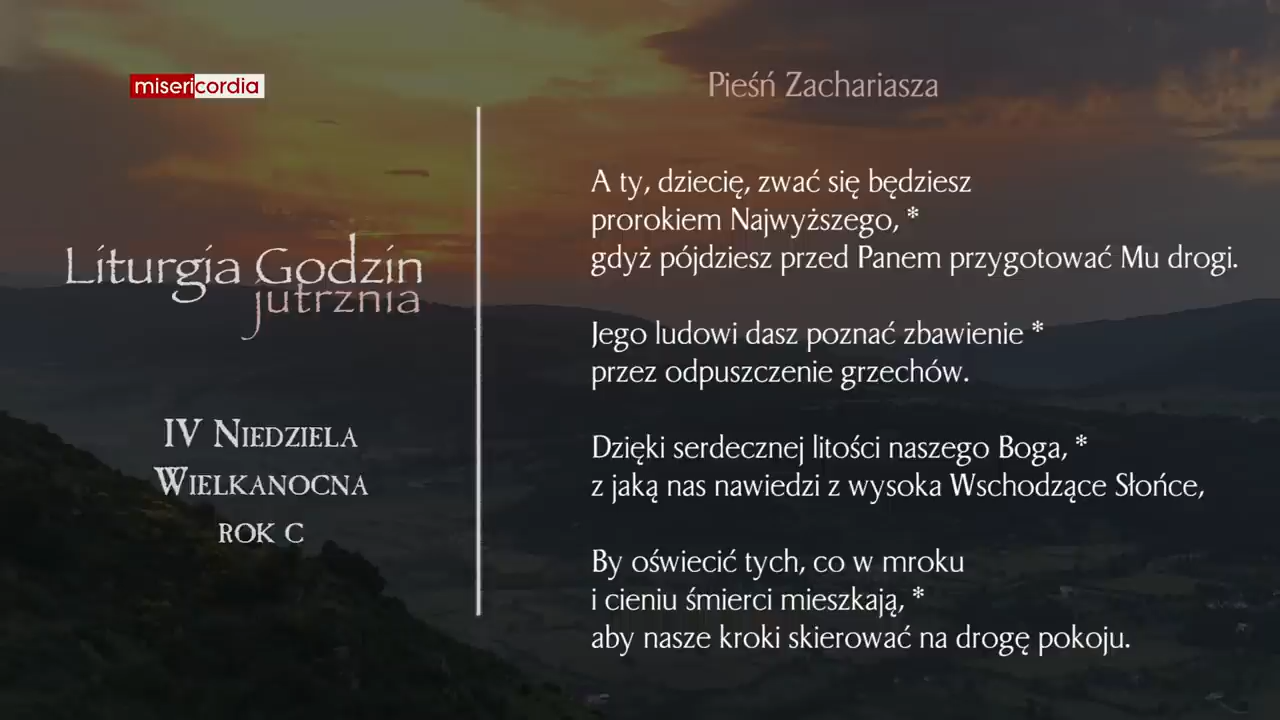 misericordia
Liturgia Godzin
jutrznia
IV Niedziela
Wielkanocna
rok C
Pieśń Zachariasza
A ty, dziecię, zwać się będziesz
prorokiem Najwyższego, *
gdyż pójdziesz przed Panem przygotować Mu drogi.
Jego ludowi dasz poznać zbawienie *
przez odpuszczenie grzechów.
Dzięki serdecznej litości naszego Boga, *
z jaką nas nawiedzi z wysoka Wschodzące Słońce,
By oświecić tych, co w mroku
i cieniu śmierci mieszkają, *
aby nasze kroki skierować na drogę pokoju.